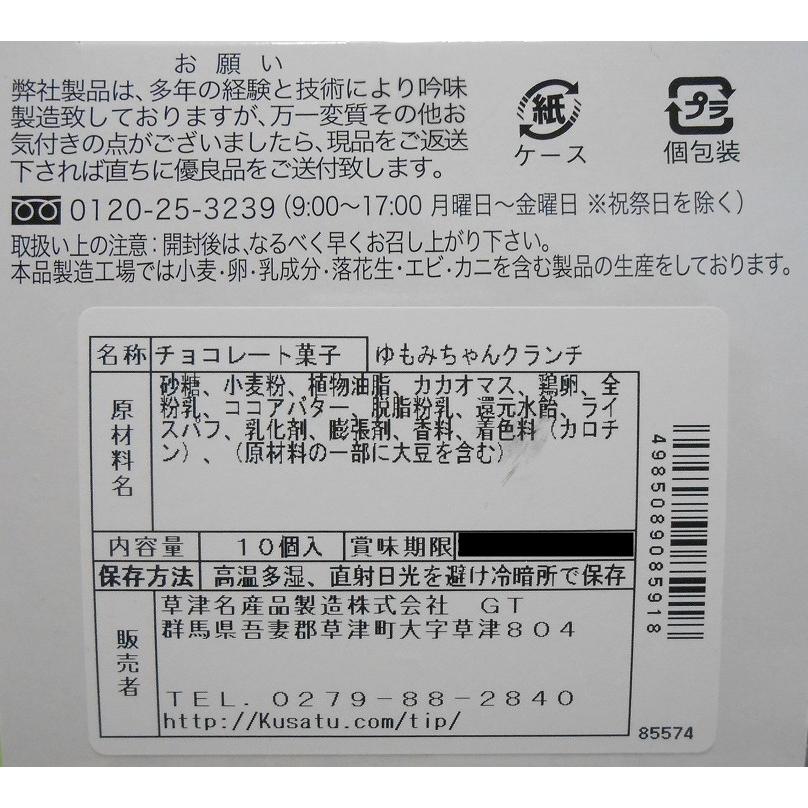 お願い
弊社製品は、多年の経験と技術により吟味
製造致しておりますが、万一変質その他お
気付きの点がございましたら、現品をご返送
下されば直ちに優良品をご送付致します。
紙
ケース
プラ
個包装
0120-25-3239 (9:00〜17:00 月曜日〜金曜日 ※祝祭日を除く)
取扱い上の注意：開封後は、なるべく早くお召し上がり下さい。
本品製造工場では小麦・卵・乳成分・落花生・エビ・カニを含む製品の生産をしております。
名称 チョコレート菓子 ゆもみちゃんクランチ
原材料名
砂糖、小麦粉、植物油脂、カカオマス、鶏卵、全
粉乳、ココアバター、脱脂粉乳、還元水飴、ライ
スパフ、乳化剤、膨張剤、香料、着色料（カロチ
ン）、（原材料の一部に大豆を含む）
内容量 １０個入 賞味期限
保存方法 高温多湿、直射日光を避け冷暗所で保存
販売者
草津名産品製造株式会社 ＧＴ
群馬県吾妻郡草津町大字草津８０４
ＴＥＬ．０２７９－８８－２８４０
http://Kusatu.com/tip/
4985089085918
85574